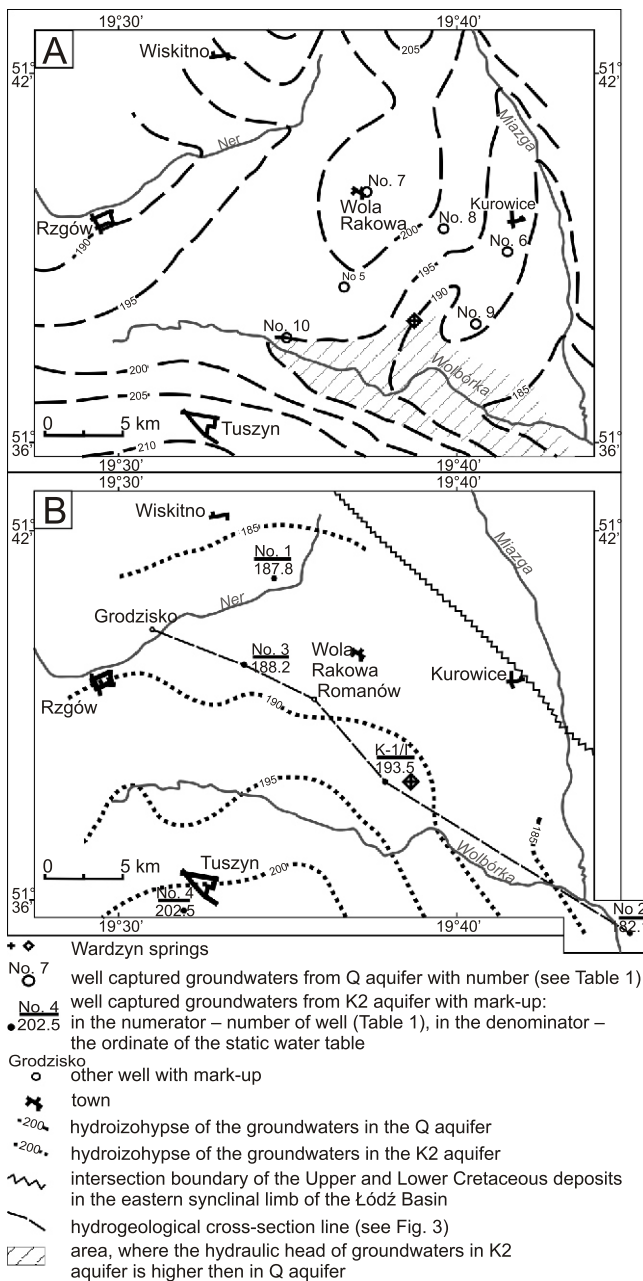 19°30' 19°40'
A
Wiskitno
205
51°
42'
51°
42'
Ner
Miazga
No. 7
Wola
Rakowa
Kurowice
Rzgów
200
No. 8
No. 6
190
195
No 5
195
190
No. 9
No. 10
Wolbórka
200
185
205
0 5 km
Tuszyn
210
51°
36'
51°
36'
19°30' 19°40'
B
Wiskitno
185
51°
42'
51°
42'
No. 1
187.8
Miazga
Ner
Grodzisko
No. 3
188.2
Wola
Rakowa
Romanów
Kurowice
Rzgów
190
K-1/I
193.5
195
185
0 5 km
Tuszyn
200
Wolbórka
No. 4
202.5
51°
36'
51°
36'
No 2
82.
19°30' 19°40'
Wardzyn springs
No. 7
well captured groundwaters from Q aquifer with number (see Table 1)
No. 4
202.5
well captured groundwaters from K2 aquifer with mark-up:
in the numerator – number of well (Table 1), in the denominator –
the ordinate of the static water table
Grodzisko
other well with mark-up
town
200
hydroizohypse of the groundwaters in the Q aquifer
200
hydroizohypse of the groundwaters in the K2 aquifer
intersection boundary of the Upper and Lower Cretaceous deposits
in the eastern synclinal limb of the Łódź Basin
hydrogeological cross-section line (see Fig. 3)
area, where the hydraulic head of groundwaters in K2
aquifer is higher then in Q aquifer